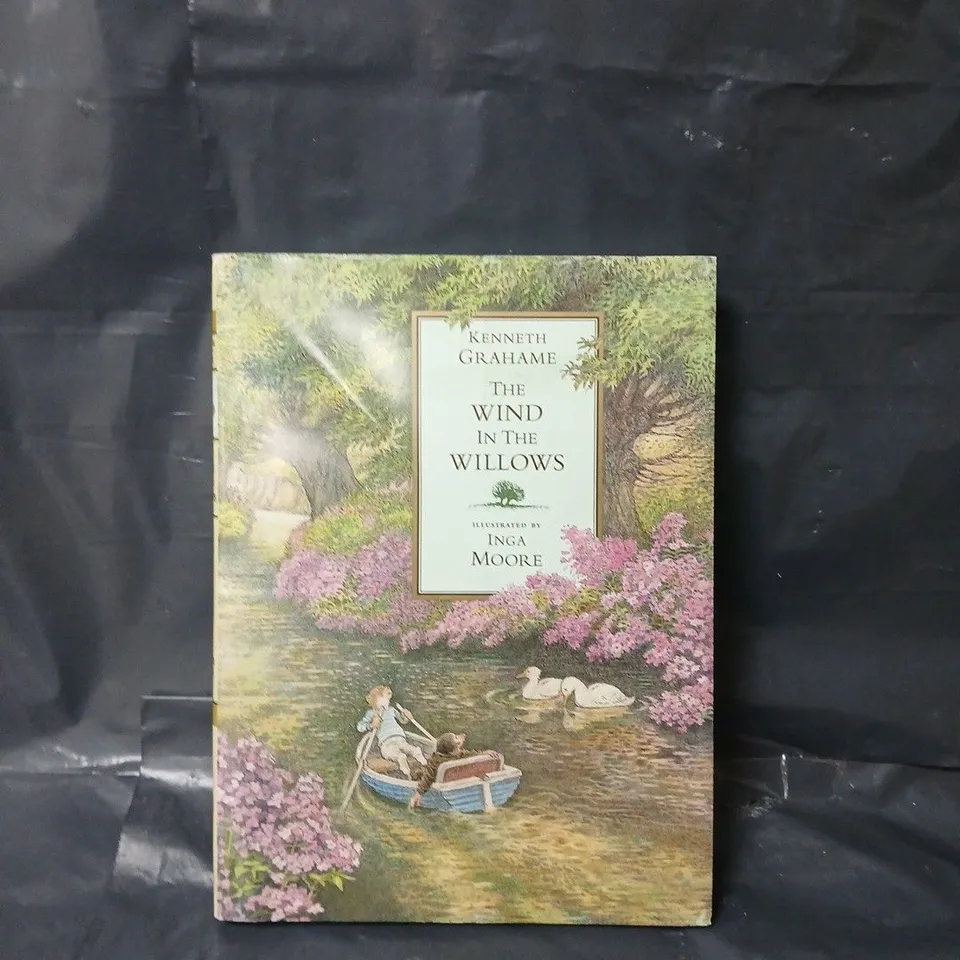 KENNETH
GRAHAME
THE
WIND
IN THE
WILLOWS
ILLUSTRATED BY
INGA
MOORE